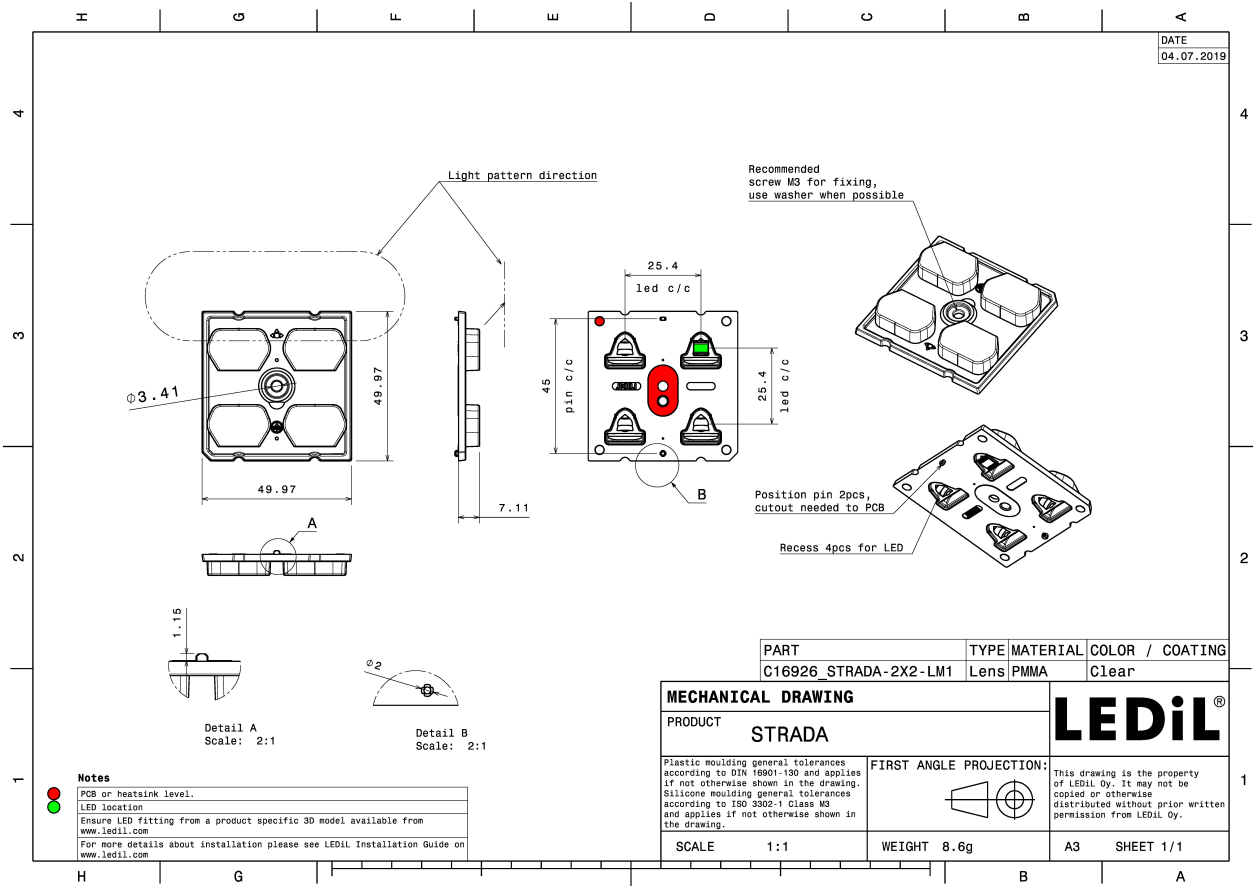 H G F E D C B A
DATE
04.07.2019
4 4
Light pattern direction
Recommended
screw M3 for fixing,
use washer when possible
25.4
led c/c
3 3
⌀3.41
49.97
45
pin c/c
25.4
led c/c
49.97
7.11
B
Position pin 2pcs,
cutout needed to PCB
Recess 4pcs for LED
A
2 2
1.15
⌀2
Detail A
Scale: 2:1
Detail B
Scale: 2:1
PART TYPE MATERIAL COLOR / COATING
C16926_STRADA-2X2-LM1 Lens PMMA Clear
MECHANICAL DRAWING
PRODUCT
STRADA
LEDiL®
Plastic moulding general tolerances
according to DIN 16901-130 and applies
if not otherwise shown in the drawing.
Silicone moulding general tolerances
according to ISO 3302-1 Class M3
and applies if not otherwise shown in
the drawing.
FIRST ANGLE PROJECTION:
This drawing is the property
of LEDiL Oy. It may not be
copied or otherwise
distributed without prior written
permission from LEDiL Oy.
SCALE 1:1
WEIGHT 8.6g
A3 SHEET 1/1
1 1
Notes
PCB or heatsink level.
LED location
Ensure LED fitting from a product specific 3D model available from
www.ledil.com
For more details about installation please see LEDiL Installation Guide on
www.ledil.com
H G B A